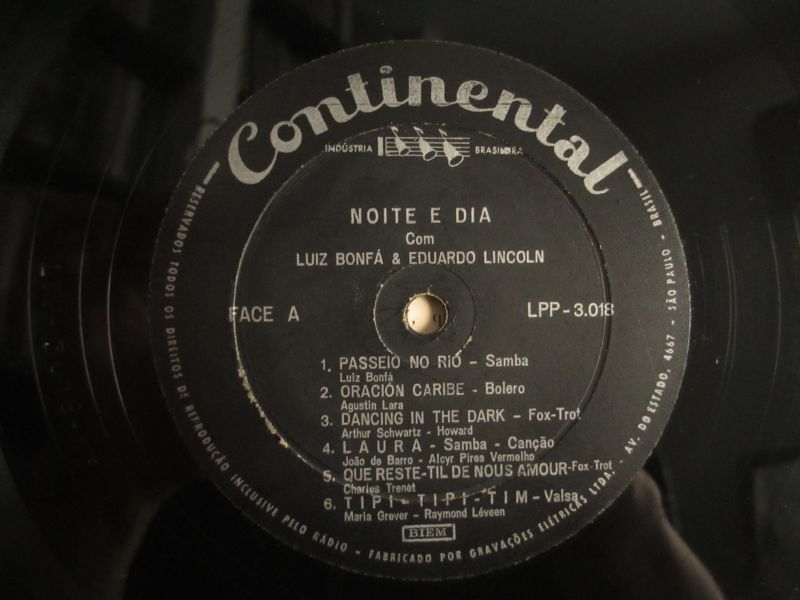 Continental
INDÚSTRIA BRASILEIRA
NOITE E DIA
Com
LUIZ BONFÁ & EDUARDO LINCOLN
FACE A
LPP-3.018
1. PASSEIO NO RIO - Samba
Luiz Bonfá
2. ORACIÓN CARIBE - Bolero
Agustin Lara
3. DANCING IN THE DARK - Fox-Trot
Arthur Schwartz - Howard
4. LAURA - Samba - Canção
João de Barro - Alcyr Pires Vermelho
5. QUE RESTE-TIL DE NOUS AMOUR-Fox-Trot
Charles Trenet
6. TIPI-TIPI-TIM - Valsa
Maria Grever - Raymond Léveen
BIEM
RESERVADOS TODOS OS DIREITOS DE REPRODUÇÃO INCLUSIVE PELO RÁDIO - FABRICADO POR GRAVAÇÕES ELÉTRICAS LTDA. - AV. DO ESTADO, 4667 - SÃO PAULO - BRASIL